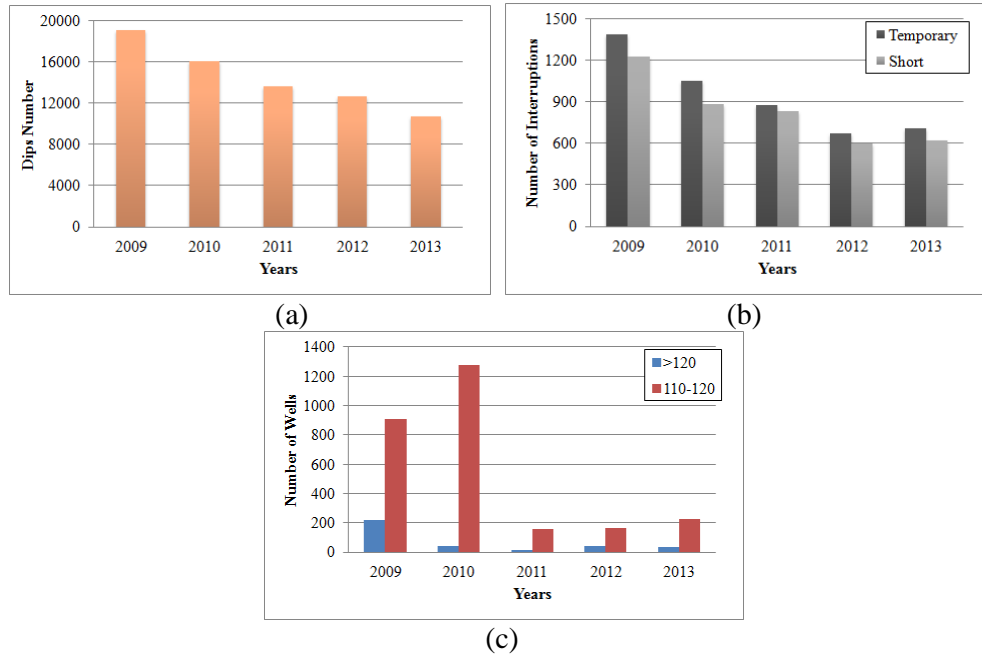 20000
16000
12000
8000
4000
0
Dips Number
2009 2010 2011 2012 2013
Years
(a)
1500
1200
900
600
300
0
Number of Interruptions
Temporary
Short
2009 2010 2011 2012 2013
Years
(b)
1400
1200
1000
800
600
400
200
0
Number of Wells
>120
110-120
2009 2010 2011 2012 2013
Years
(c)